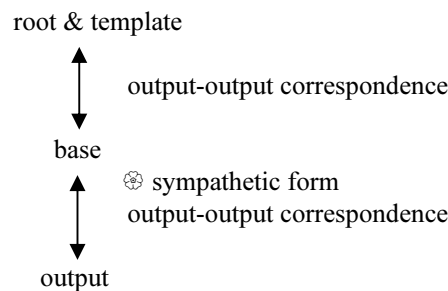 root & template
output-output correspondence
base
❀ sympathetic form
output-output correspondence
output